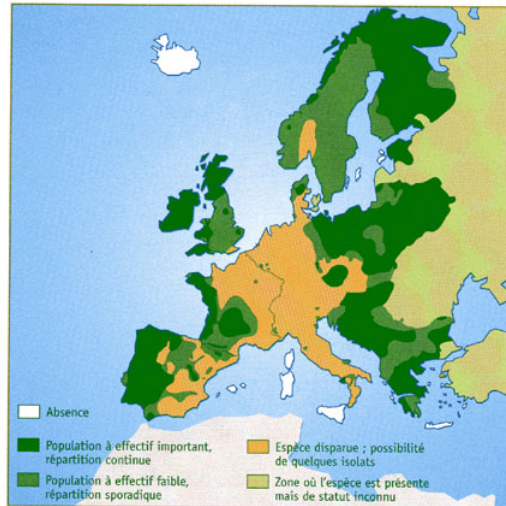 Absence
Population à effectif important,
répartition continue
Population à effectif faible,
répartition sporadique
Espèce disparue ; possibilité
de quelques isolats
Zone où l'espèce est présente
mais de statut inconnu